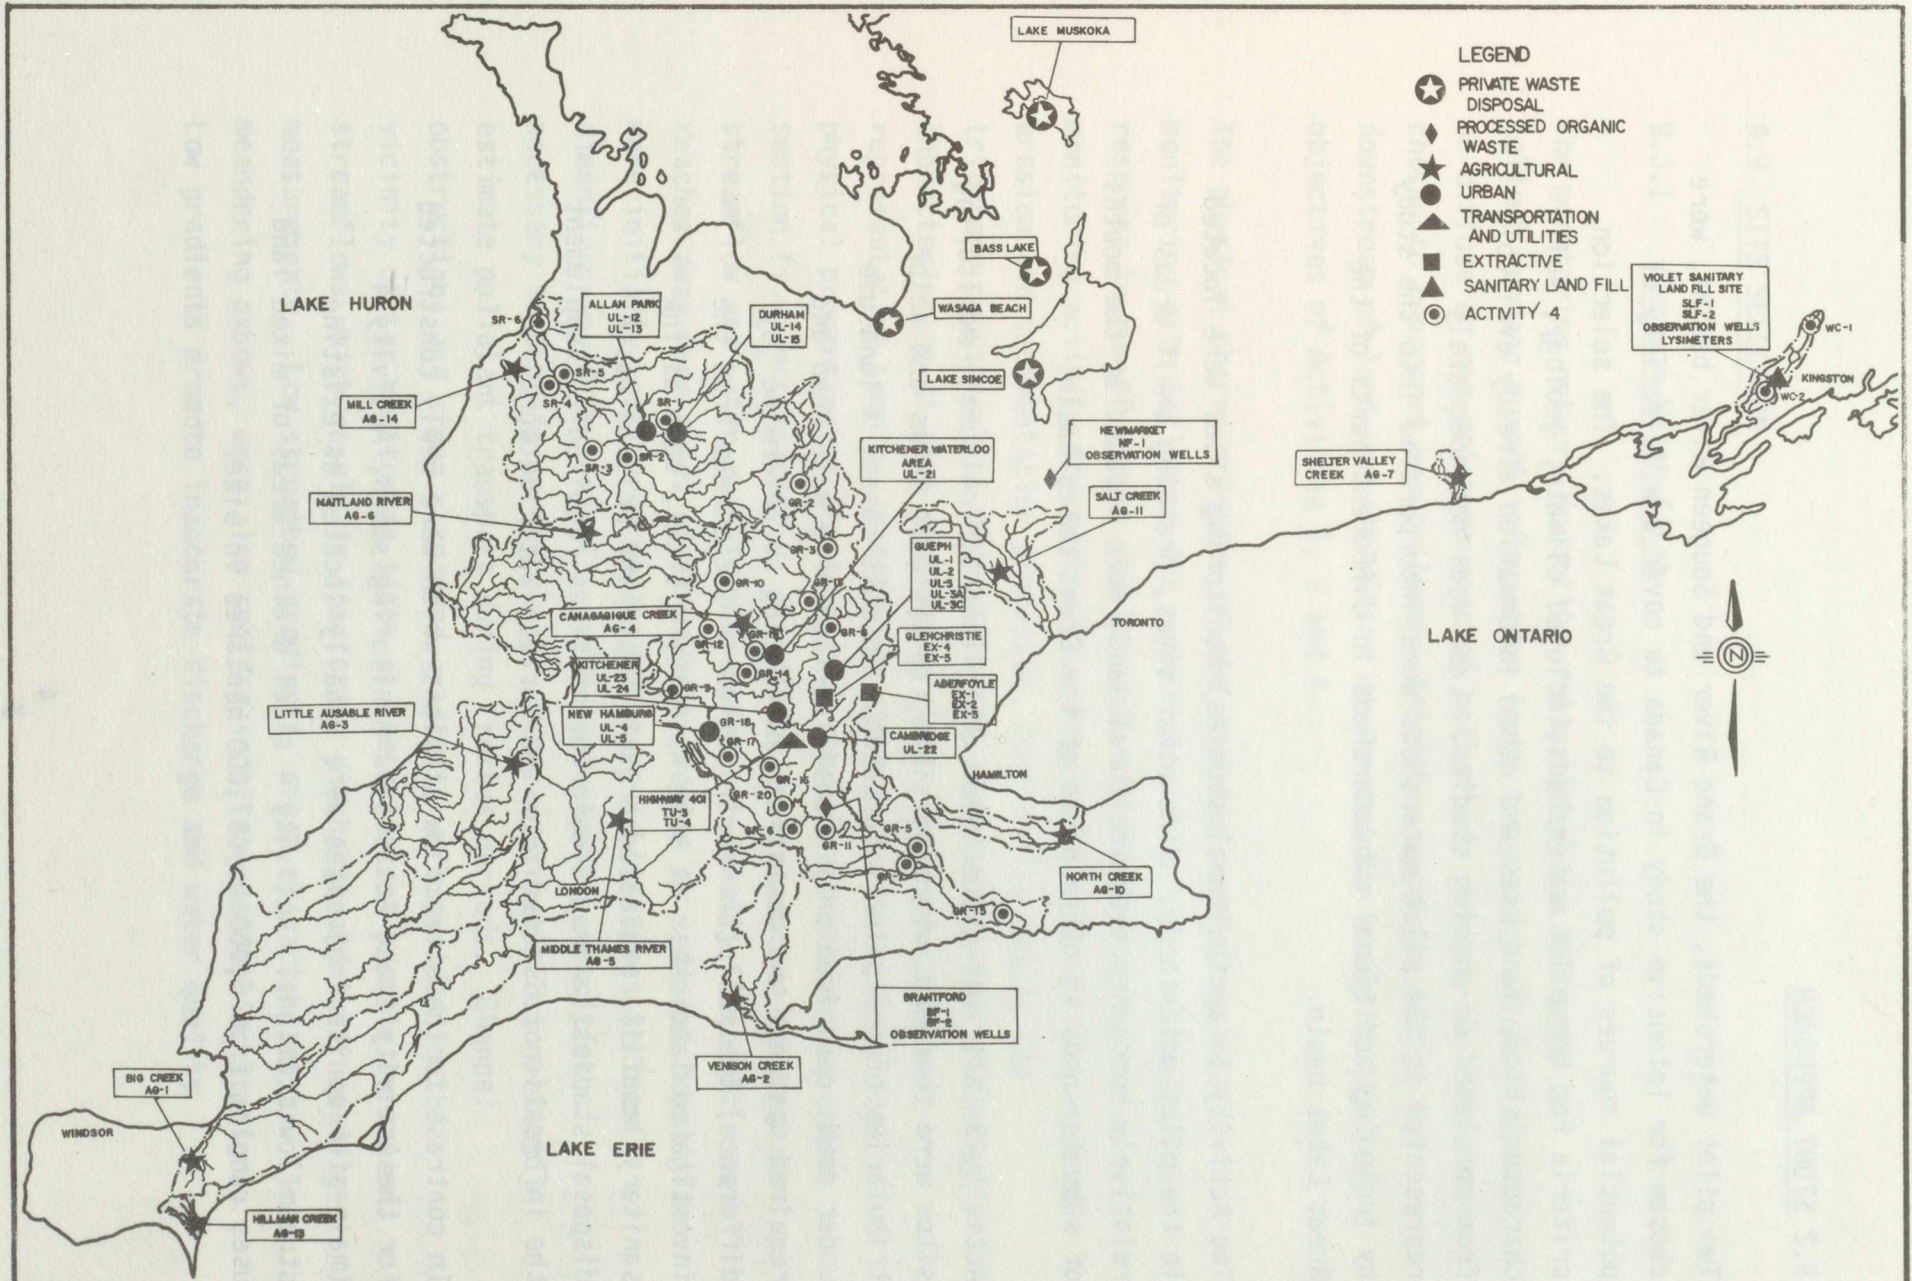 LAKE MUSKOKA
LEGEND
PRIVATE WASTE
DISPOSAL
PROCESSED ORGANIC
WASTE
AGRICULTURAL
URBAN
TRANSPORTATION
AND UTILITIES
EXTRACTIVE
SANITARY LAND FILL
ACTIVITY 4
BASS LAKE
WASAGA BEACH
LAKE SIMCOE
LAKE HURON
ALLAN PARK
UL-12
UL-13
DURHAM
UL-14
UL-15
VIOLET SANITARY
LAND FILL SITE
SLF-1
SLF-2
OBSERVATION WELLS
LYSIMETERS
WC-1
KINGSTON
WC-2
SR-6
SR-5
SR-4
SR-1
SR-3
SR-2
MILL CREEK
AG-14
KITCHENER WATERLOO
AREA
UL-21
NEWMARKET
NF-1
OBSERVATION WELLS
SHELTER VALLEY
CREEK AG-7
SALT CREEK
AG-11
MAITLAND RIVER
AG-6
GR-2
GR-3
GUEPH
UL-1
UL-2
UL-3
UL-3A
UL-3C
GR-10
CANAGAGIGUE CREEK
AG-4
GR-12
GR-14
GR-9
TORONTO
LAKE ONTARIO
N
GLENCHRISTIE
EX-4
EX-5
ABERFOYLE
EX-1
EX-2
EX-3
KITCHENER
UL-23
UL-24
LITTLE AUSABLE RIVER
AG-3
NEW HAMBURG
UL-4
UL-5
GR-18
GR-17
GR-16
CAMBRIDGE
UL-22
HAMILTON
HIGHWAY 401
TU-3
TU-4
GR-20
GR-6
GR-11
GR-5
GR-15
NORTH CREEK
AG-10
LONDON
MIDDLE THAMES RIVER
AG-5
BRANTFORD
BF-1
BF-2
OBSERVATION WELLS
VENISON CREEK
AG-2
BIG CREEK
AG-1
WINDSOR
LAKE ERIE
HILLMAN CREEK
AG-13